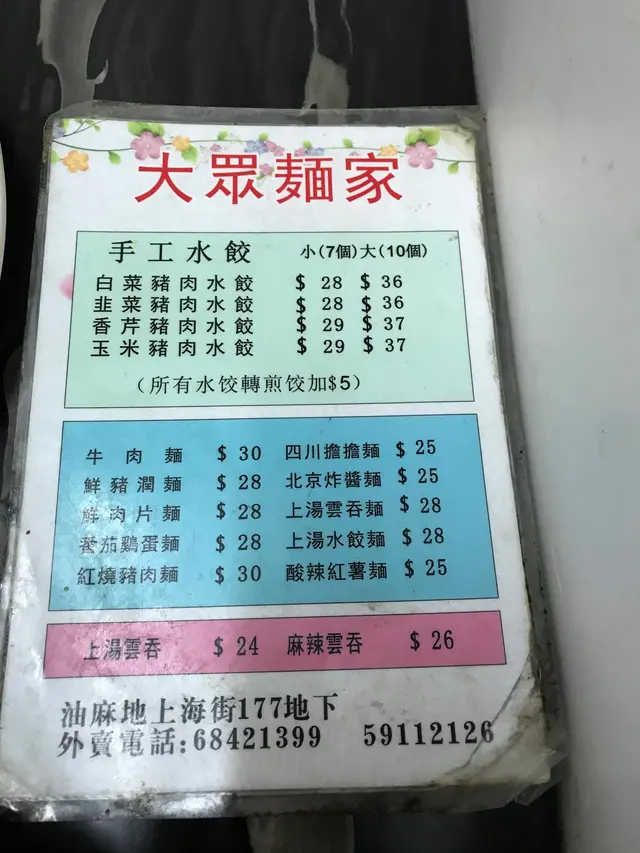 大眾麵家
手工水餃 小(7個)大(10個)
白菜豬肉水餃 $ 28 $ 36
韭菜豬肉水餃 $ 28 $ 36
香芹豬肉水餃 $ 29 $ 37
玉米豬肉水餃 $ 29 $ 37
(所有水饺轉煎饺加$5)
牛肉麵 $ 30 四川擔擔麵 $ 25
鮮豬潤麵 $ 28 北京炸醬麵 $ 25
鮮肉片麵 $ 28 上湯雲吞麵 $ 28
蕃茄鷄蛋麵 $ 28 上湯水餃麵 $ 28
紅燒豬肉麵 $ 30 酸辣紅薯麵 $ 25
上湯雲吞 $ 24 麻辣雲吞 $ 26
油麻地上海街177地下
外賣電話:68421399 59112126